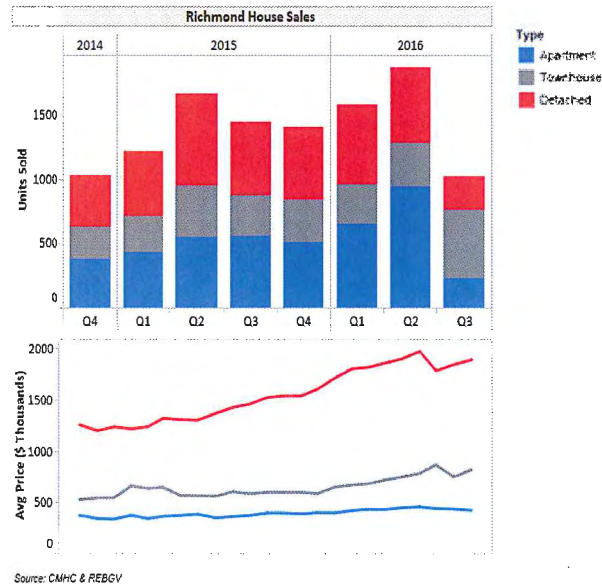 Richmond House Sales
2014 2015 2016
Type
Apartment
Townhouse
Detached
Units Sold
1500
1000
500
0
Q4 Q1 Q2 Q3 Q4 Q1 Q2 Q3
Avg Price ($ Thousands)
2000
1500
1000
500
0
Source: CMHC & REBGV